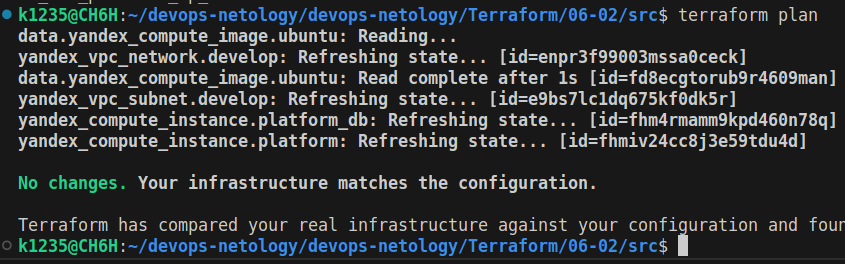 k1235@CH6H:~/devops-netology/devops-netology/Terraform/06-02/src$ terraform plan
data.yandex_compute_image.ubuntu: Reading...
yandex_vpc_network.develop: Refreshing state... [id=enpr3f99003mssa0ceck]
data.yandex_compute_image.ubuntu: Read complete after 1s [id=fd8ecgtorub9r4609man]
yandex_vpc_subnet.develop: Refreshing state... [id=e9bs7lc1dq675kf0dk5r]
yandex_compute_instance.platform_db: Refreshing state... [id=fhm4rmamm9kpd460n78q]
yandex_compute_instance.platform: Refreshing state... [id=fhmiv24cc8j3e59tdu4d]
No changes. Your infrastructure matches the configuration.
Terraform has compared your real infrastructure against your configuration and foun
k1235@CH6H:~/devops-netology/devops-netology/Terraform/06-02/src$